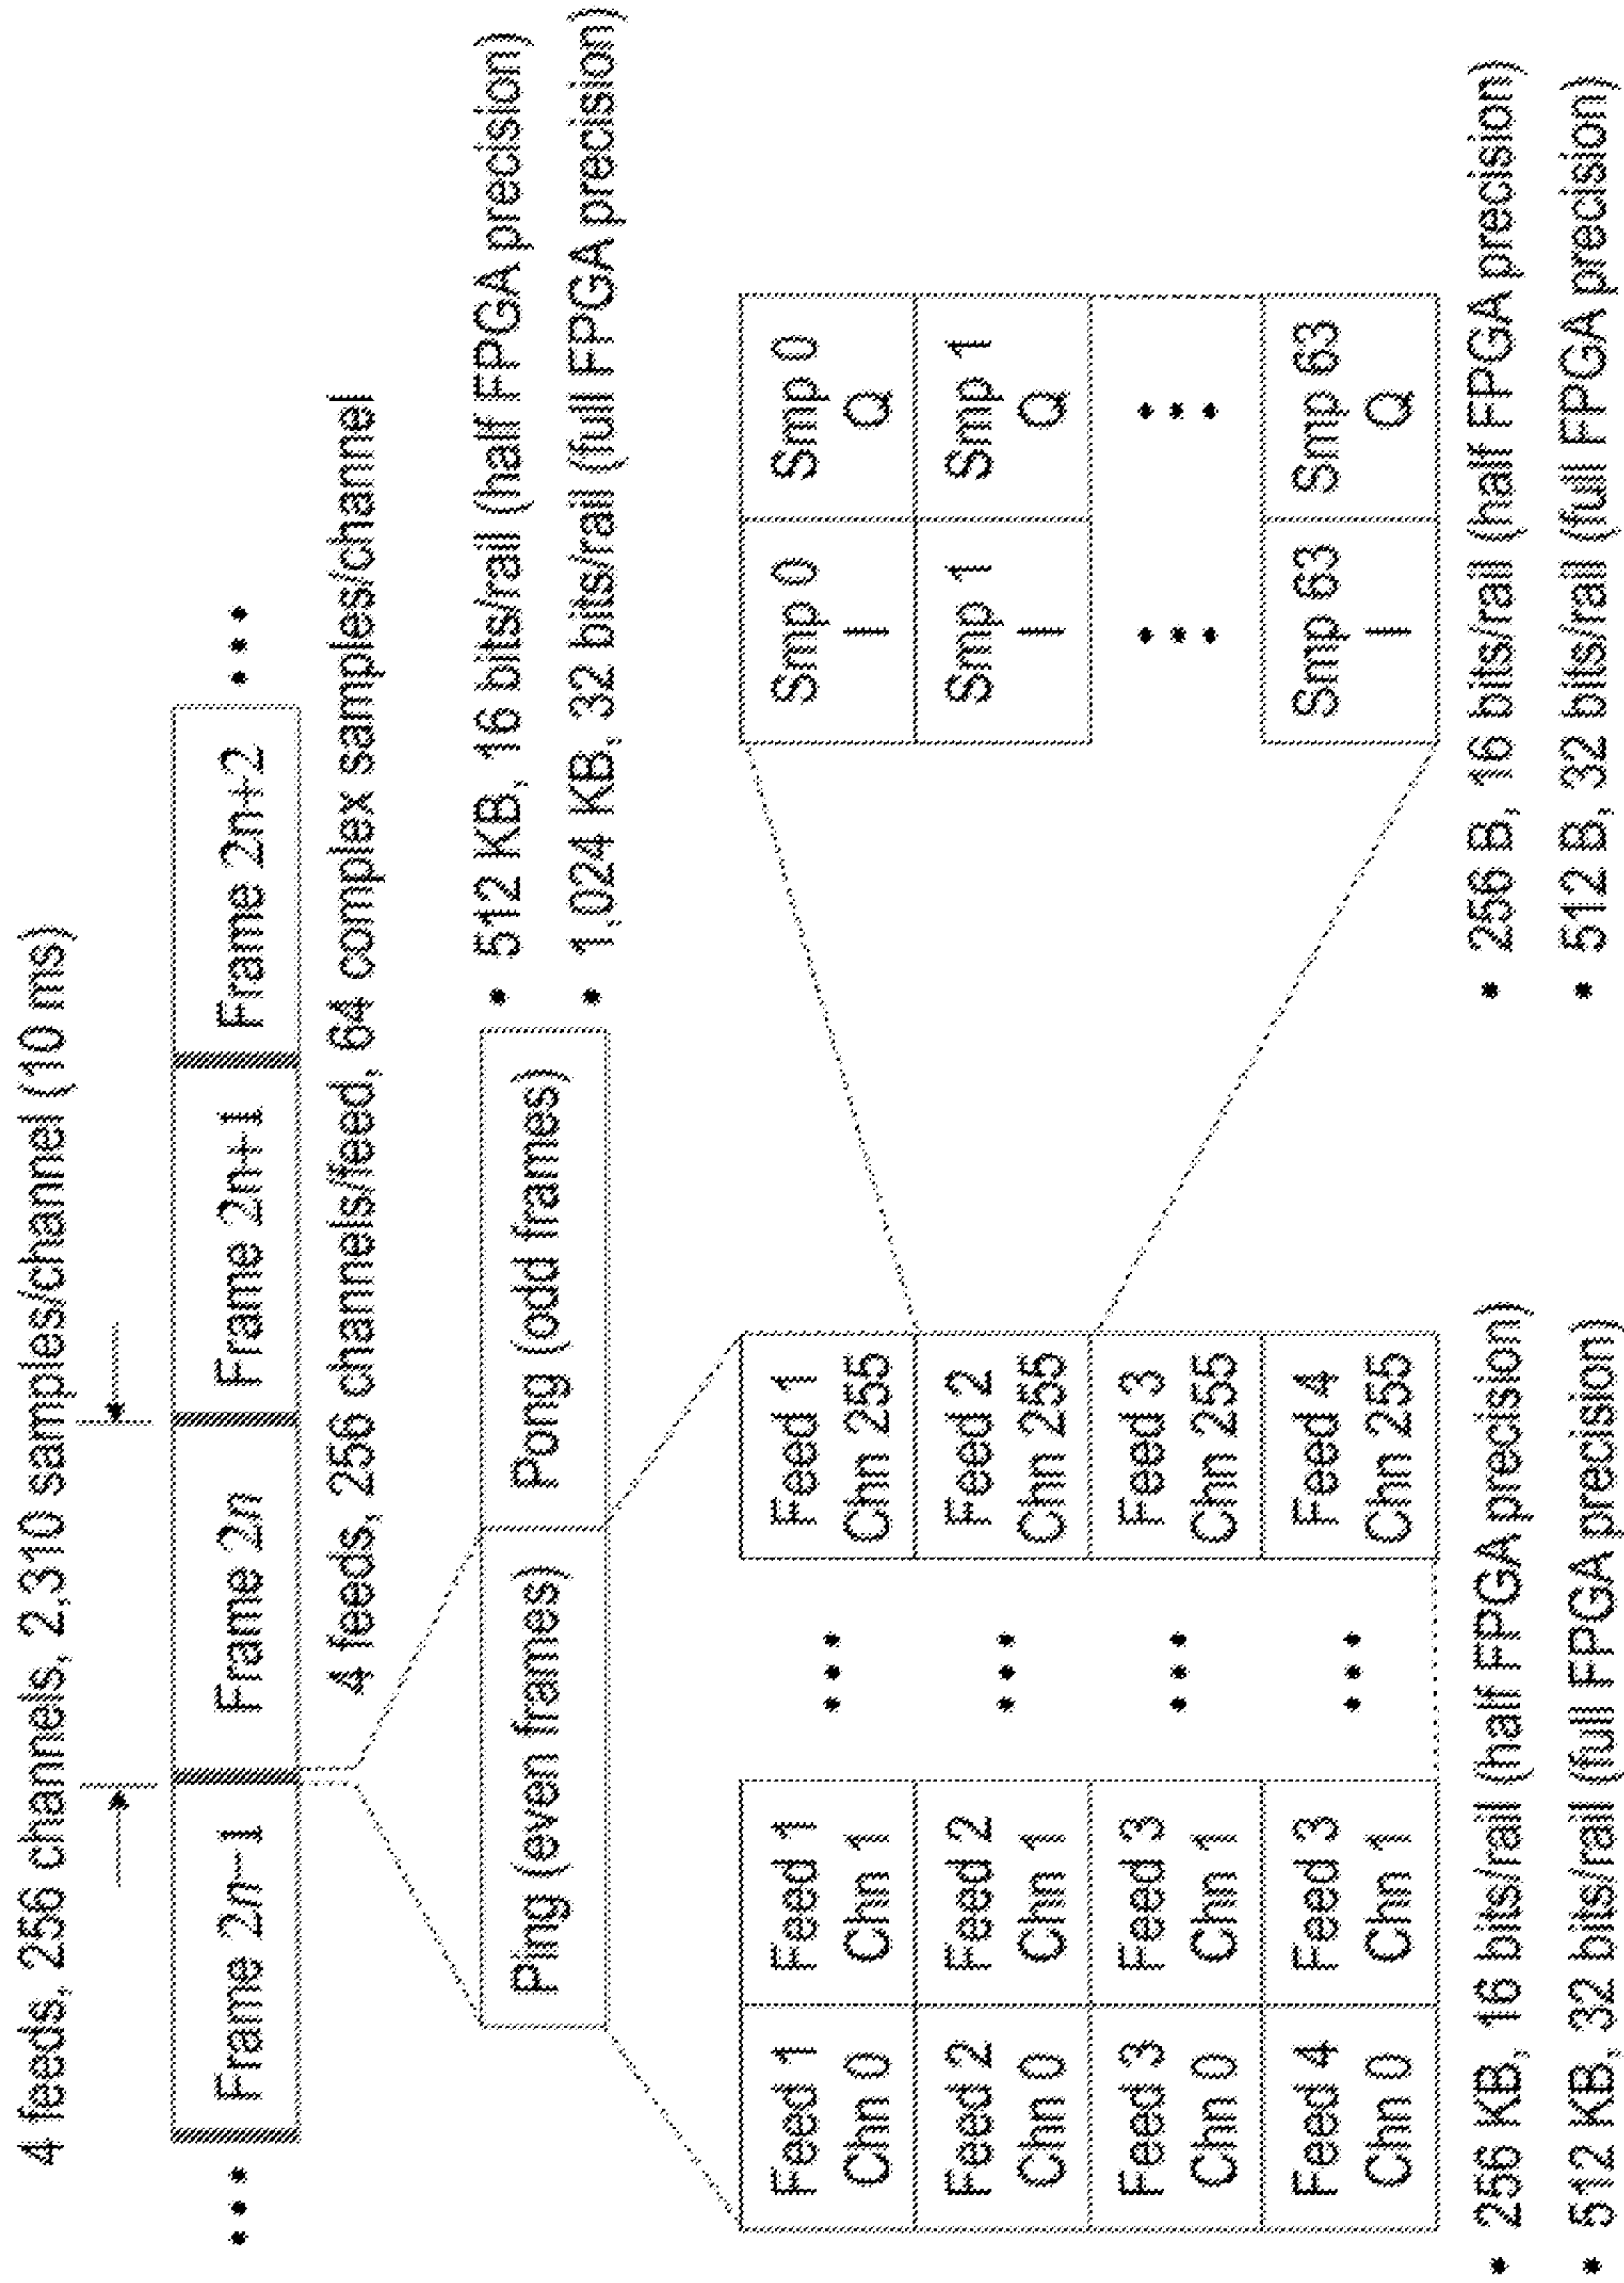 4 feeds, 256 channels, 2,310 samples/channel (10 ms)
••• Frame 2n−1 Frame 2n Frame 2n+1 Frame 2n+2 •••
4 feeds, 256 channels/feed, 64 complex samples/channel
Ping (even frames) Pong (odd frames)
• 512 KB, 16 bits/rail (half FPGA precision)
• 1,024 KB, 32 bits/rail (full FPGA precision)
Feed 1 Feed 1 ••• Feed 1
Chn 0 Chn 1 Chn 255
Feed 2 Feed 2 ••• Feed 2
Chn 0 Chn 1 Chn 255
Feed 3 Feed 3 ••• Feed 3
Chn 0 Chn 1 Chn 255
Feed 4 Feed 3 ••• Feed 4
Chn 0 Chn 1 Chn 255
• 256 KB, 16 bits/rail (half FPGA precision)
• 512 KB, 32 bits/rail (full FPGA precision)
Smp 0 Smp 0
I Q
Smp 1 Smp 1
I Q
••• •••
Smp 63 Smp 63
I Q
• 256 B, 16 bits/rail (half FPGA precision)
• 512 B, 32 bits/rail (full FPGA precision)